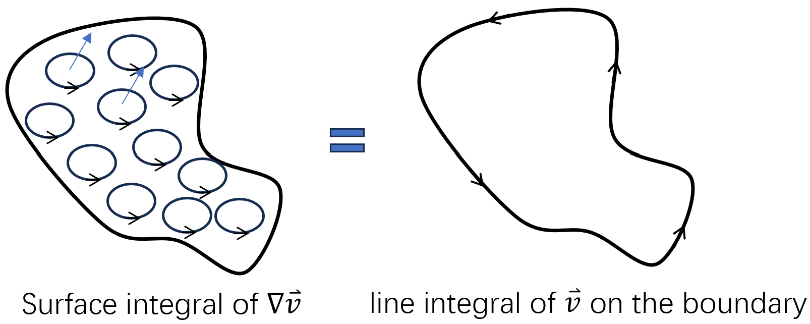 Surface integral of ∇v⃗
line integral of v⃗ on the boundary